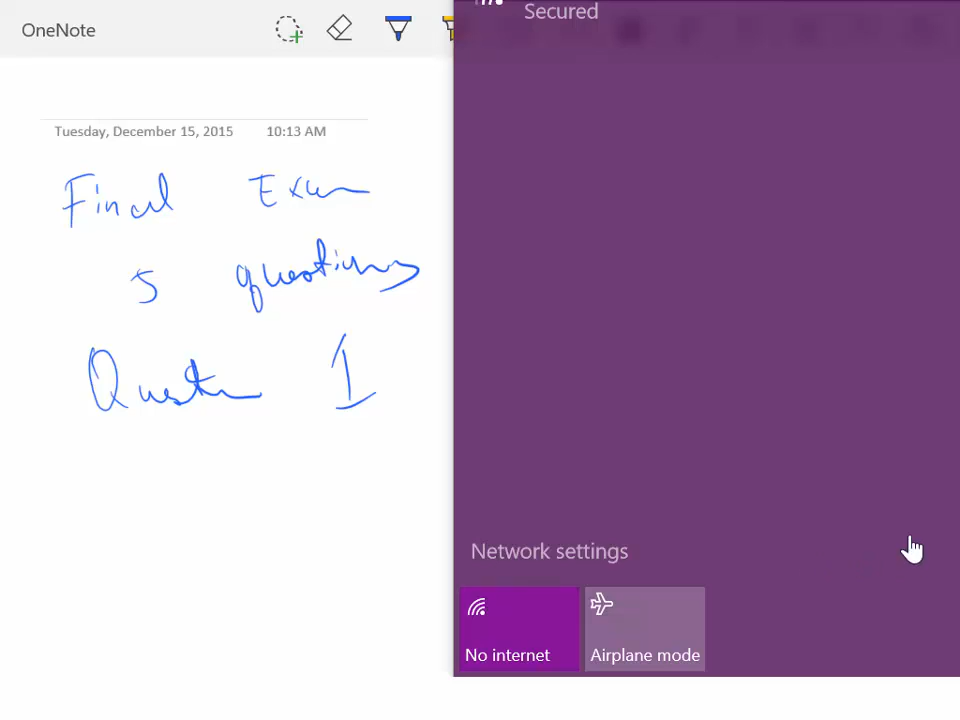 OneNote
Secured
Tuesday, December 15, 2015 10:13 AM
Final Exam
5 questions
Question 1
Network settings
No internet
Airplane mode